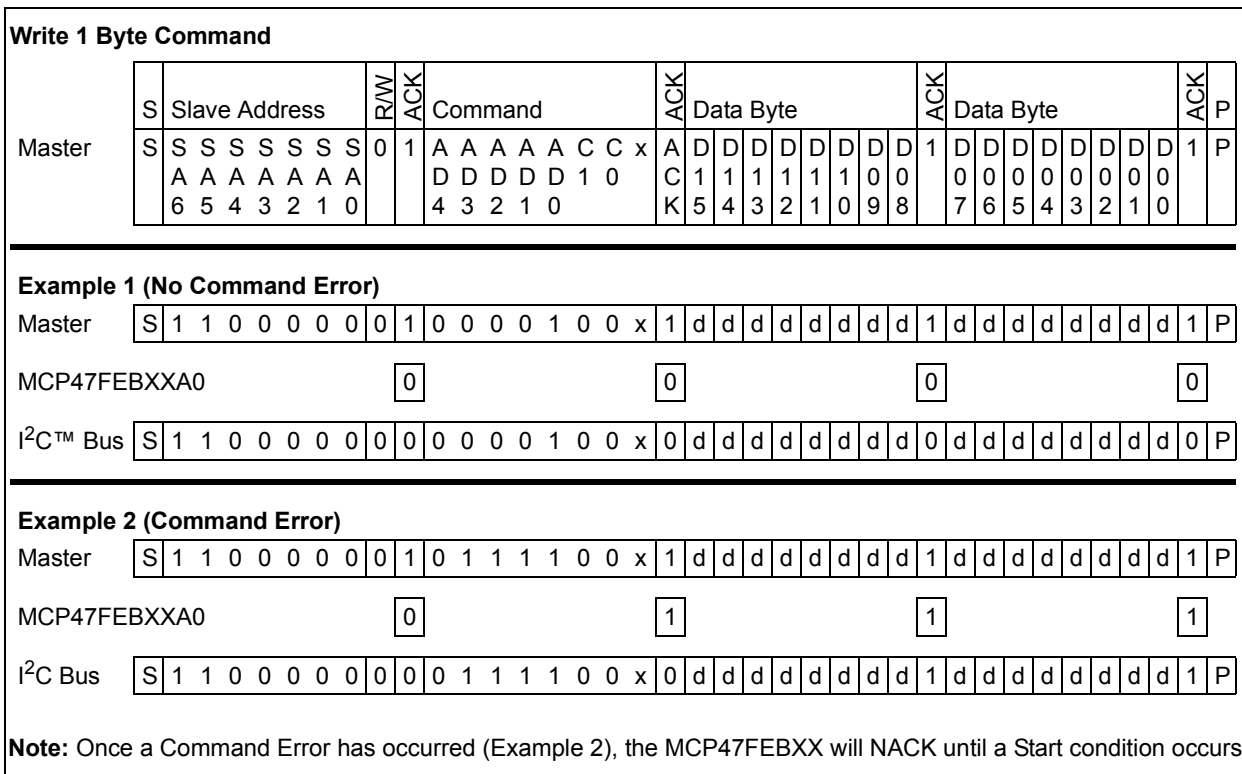 Write 1 Byte Command
S Slave Address R/W ACK Command ACK Data Byte ACK Data Byte ACK P
Master S S S S S S S S 0 1 A A A A A C C x A D D D D D D D D 1 D D D D D D D D 1 P
A A A A A A A D D D D D 1 0 C 1 1 1 1 1 1 0 0 0 0 0 0 0 0 0 0
6 5 4 3 2 1 0 4 3 2 1 0 K 5 4 3 2 1 0 9 8 7 6 5 4 3 2 1 0
Example 1 (No Command Error)
Master S 1 1 0 0 0 0 0 0 1 0 0 0 0 1 0 0 x 1 d d d d d d d d 1 d d d d d d d d 1 P
MCP47FEBXXA0 0 0 0 0
I²C™ Bus S 1 1 0 0 0 0 0 0 0 0 0 0 0 1 0 0 x 0 d d d d d d d d 0 d d d d d d d d 0 P
Example 2 (Command Error)
Master S 1 1 0 0 0 0 0 0 1 0 1 1 1 1 0 0 x 1 d d d d d d d d 1 d d d d d d d d 1 P
MCP47FEBXXA0 0 1 1 1
I²C Bus S 1 1 0 0 0 0 0 0 0 0 1 1 1 1 0 0 x 0 d d d d d d d d 1 d d d d d d d d 1 P
Note: Once a Command Error has occurred (Example 2), the MCP47FEBXX will NACK until a Start condition occurs